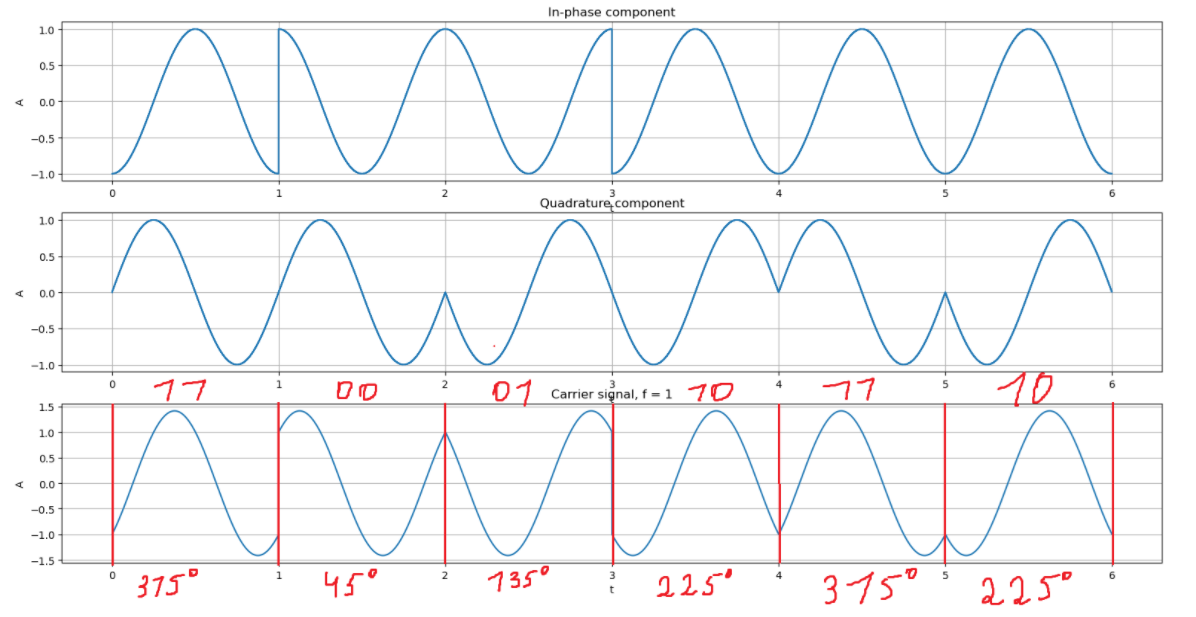 In-phase component
1.0
0.5
0.0
−0.5
−1.0
A
0 1 2 3 4 5 6
t
Quadrature component
1.0
0.5
0.0
−0.5
−1.0
A
0 1 2 3 4 5 6
t
11 00 01 10 11 10
Carrier signal, f = 1
1.5
1.0
0.5
0.0
−0.5
−1.0
−1.5
A
0 1 2 3 4 5 6
t
315° 45° 135° 225° 315° 225°